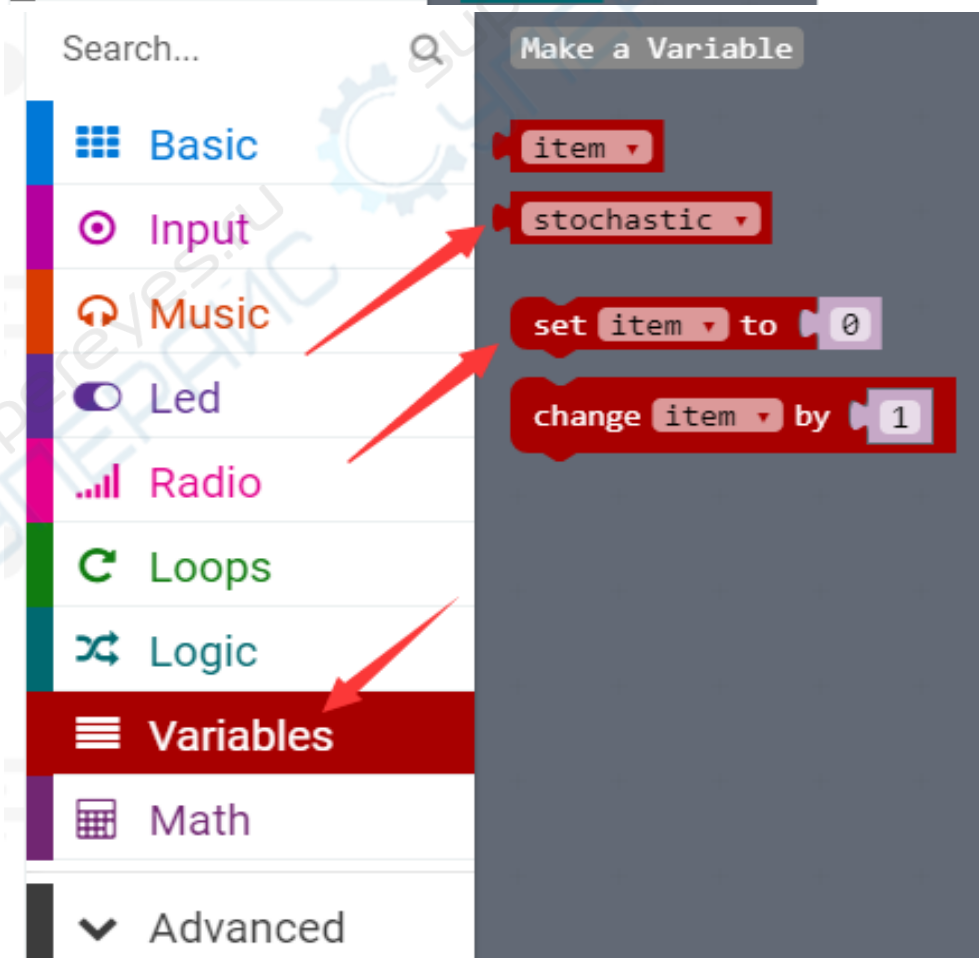 Search...
Basic
Input
Music
Led
Radio
Loops
Logic
Variables
Math
Advanced
Make a Variable
item
stochastic
set item to 0
change item by 1